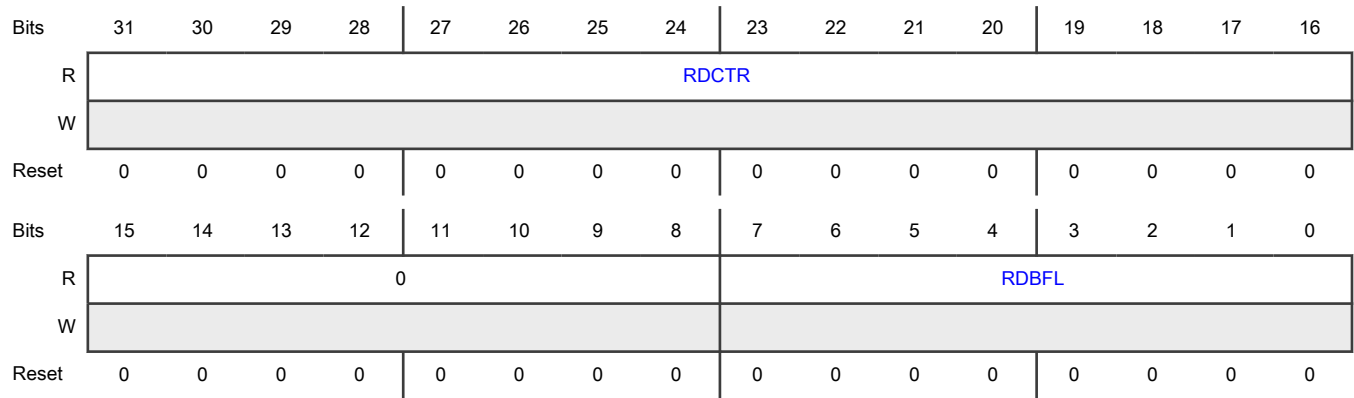 Bits 31 30 29 28 27 26 25 24 23 22 21 20 19 18 17 16
R RDCTR
W
Reset 0 0 0 0 0 0 0 0 0 0 0 0 0 0 0 0
Bits 15 14 13 12 11 10 9 8 7 6 5 4 3 2 1 0
R 0 RDBFL
W
Reset 0 0 0 0 0 0 0 0 0 0 0 0 0 0 0 0